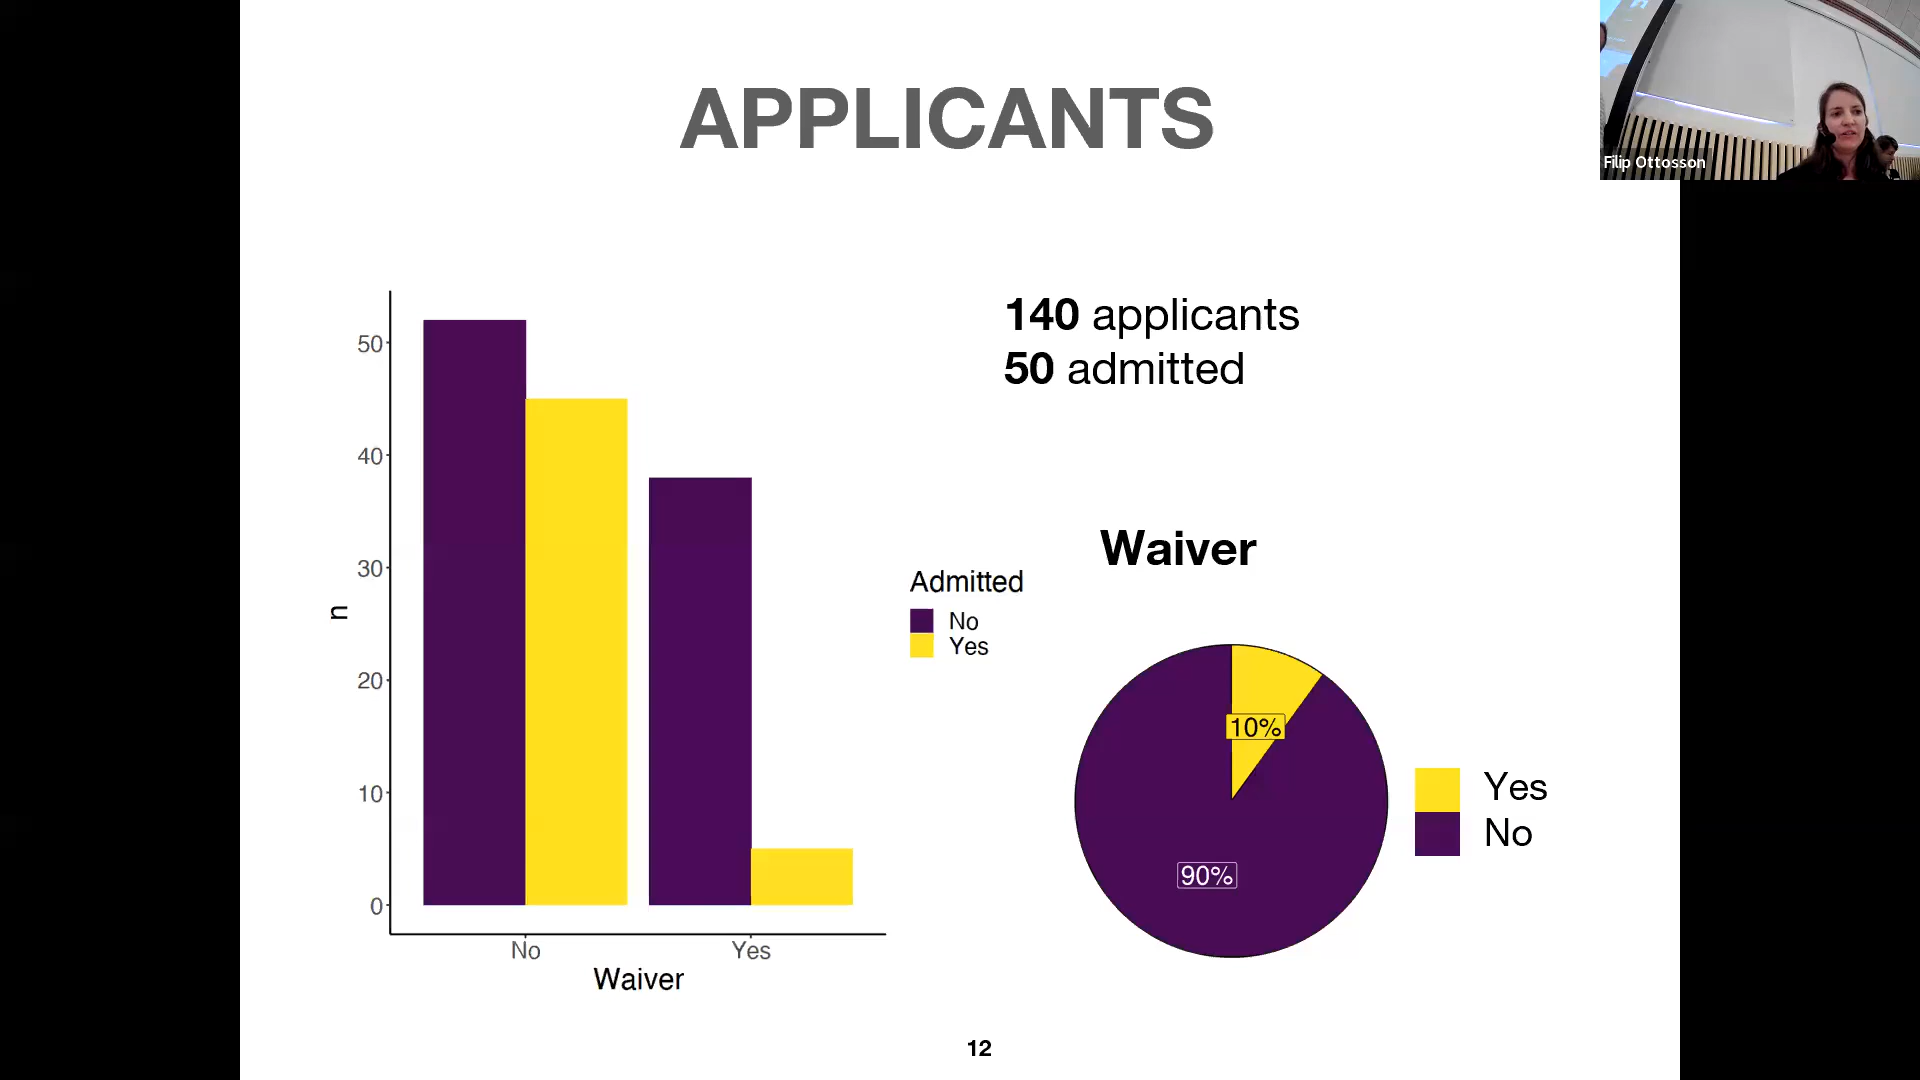 APPLICANTS
Filip Ottosson
140 applicants
50 admitted
50
40
30
20
10
0
n
No
Yes
Waiver
Admitted
No
Yes
Waiver
10%
90%
Yes
No
12